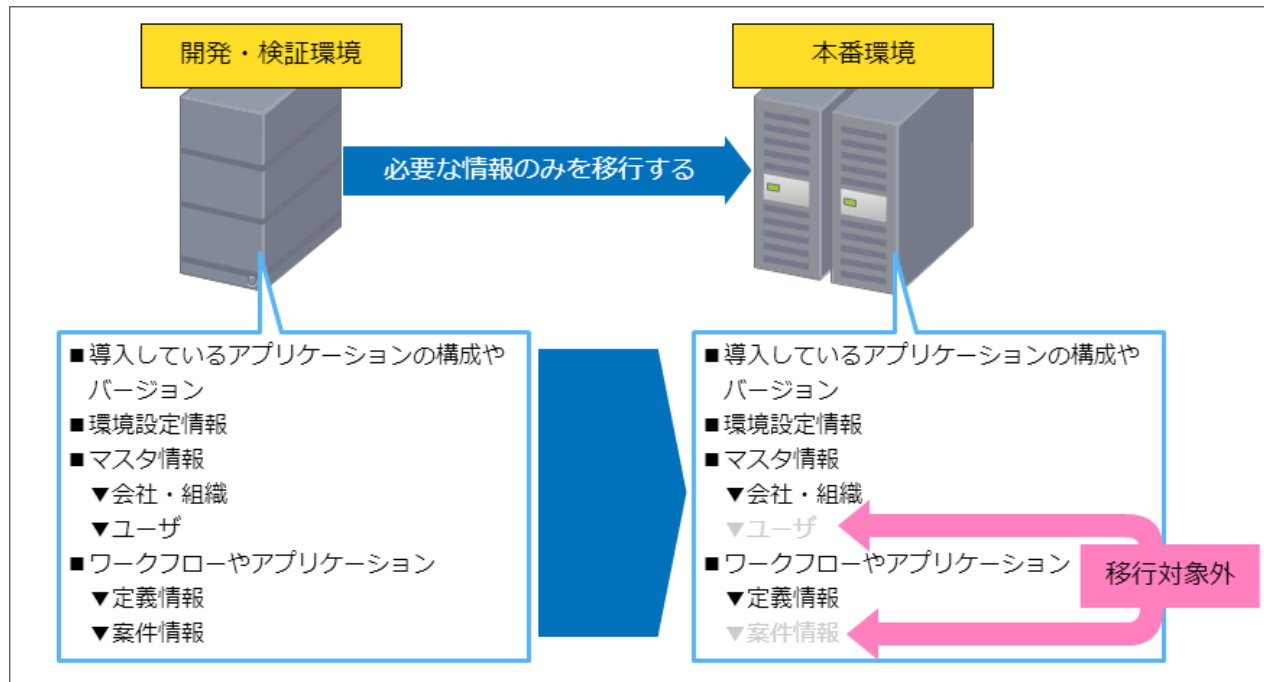 開発・検証環境
本番環境
必要な情報のみを移行する
■導入しているアプリケーションの構成や
バージョン
■環境設定情報
■マスタ情報
▼会社・組織
▼ユーザ
■ワークフローやアプリケーション
▼定義情報
▼案件情報
■導入しているアプリケーションの構成や
バージョン
■環境設定情報
■マスタ情報
▼会社・組織
▼ユーザ
■ワークフローやアプリケーション
▼定義情報
▼案件情報
移行対象外